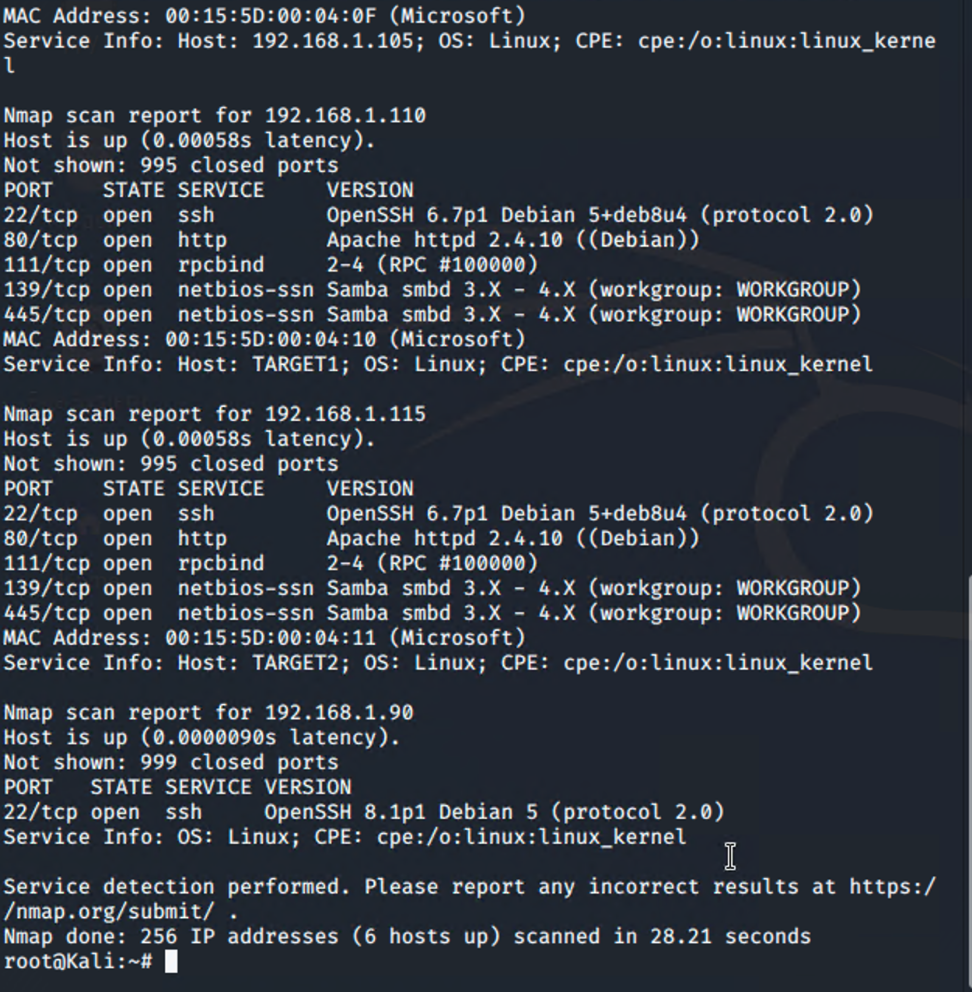 MAC Address: 00:15:5D:00:04:0F (Microsoft)
Service Info: Host: 192.168.1.105; OS: Linux; CPE: cpe:/o:linux:linux_kerne
l
Nmap scan report for 192.168.1.110
Host is up (0.00058s latency).
Not shown: 995 closed ports
PORT    STATE SERVICE     VERSION
22/tcp  open  ssh         OpenSSH 6.7p1 Debian 5+deb8u4 (protocol 2.0)
80/tcp  open  http        Apache httpd 2.4.10 ((Debian))
111/tcp open  rpcbind     2-4 (RPC #100000)
139/tcp open  netbios-ssn Samba smbd 3.X - 4.X (workgroup: WORKGROUP)
445/tcp open  netbios-ssn Samba smbd 3.X - 4.X (workgroup: WORKGROUP)
MAC Address: 00:15:5D:00:04:10 (Microsoft)
Service Info: Host: TARGET1; OS: Linux; CPE: cpe:/o:linux:linux_kernel
Nmap scan report for 192.168.1.115
Host is up (0.00058s latency).
Not shown: 995 closed ports
PORT    STATE SERVICE     VERSION
22/tcp  open  ssh         OpenSSH 6.7p1 Debian 5+deb8u4 (protocol 2.0)
80/tcp  open  http        Apache httpd 2.4.10 ((Debian))
111/tcp open  rpcbind     2-4 (RPC #100000)
139/tcp open  netbios-ssn Samba smbd 3.X - 4.X (workgroup: WORKGROUP)
445/tcp open  netbios-ssn Samba smbd 3.X - 4.X (workgroup: WORKGROUP)
MAC Address: 00:15:5D:00:04:11 (Microsoft)
Service Info: Host: TARGET2; OS: Linux; CPE: cpe:/o:linux:linux_kernel
Nmap scan report for 192.168.1.90
Host is up (0.0000090s latency).
Not shown: 999 closed ports
PORT   STATE SERVICE VERSION
22/tcp open  ssh     OpenSSH 8.1p1 Debian 5 (protocol 2.0)
Service Info: OS: Linux; CPE: cpe:/o:linux:linux_kernel
Service detection performed. Please report any incorrect results at https:/
/nmap.org/submit/ .
Nmap done: 256 IP addresses (6 hosts up) scanned in 28.21 seconds
root@Kali:~#